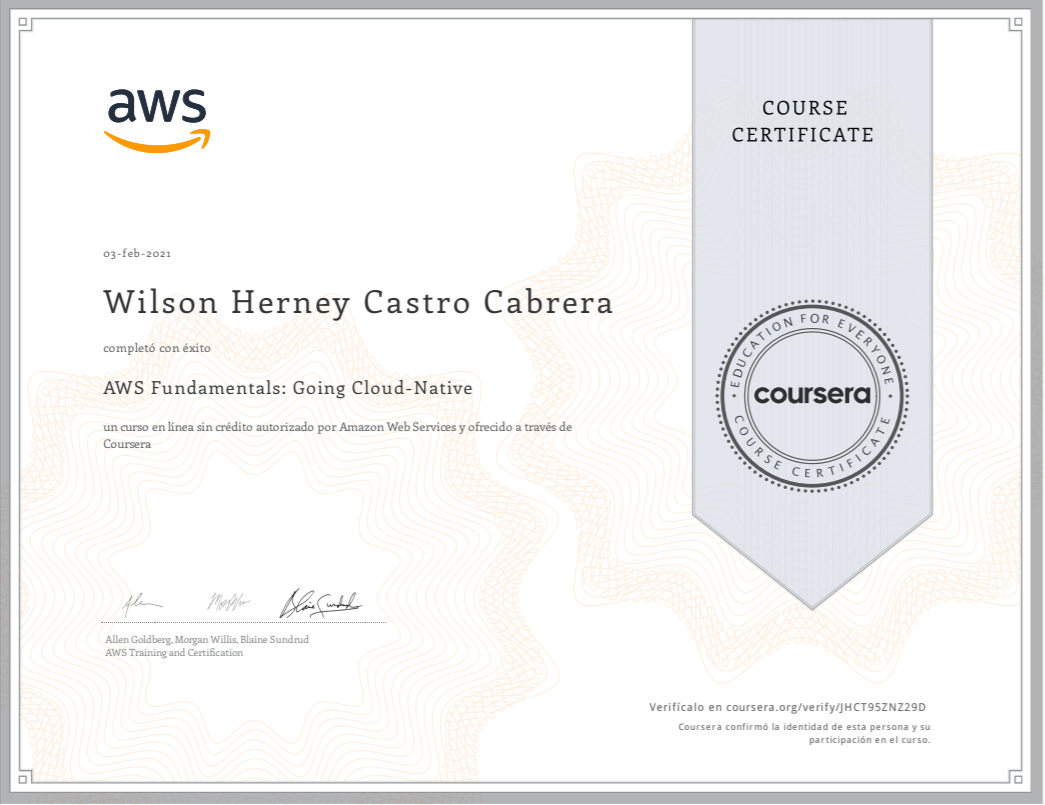 aws
COURSE
CERTIFICATE
03-feb-2021
Wilson Herney Castro Cabrera
completó con éxito
AWS Fundamentals: Going Cloud-Native
un curso en línea sin crédito autorizado por Amazon Web Services y ofrecido a través de
Coursera
EDUCATION FOR EVERYONE
coursera
COURSE CERTIFICATE
Allen Goldberg, Morgan Willis, Blaine Sundrud
AWS Training and Certification
Verifícalo en coursera.org/verify/JHCT95ZNZ29D
Coursera confirmó la identidad de esta persona y su
participación en el curso.